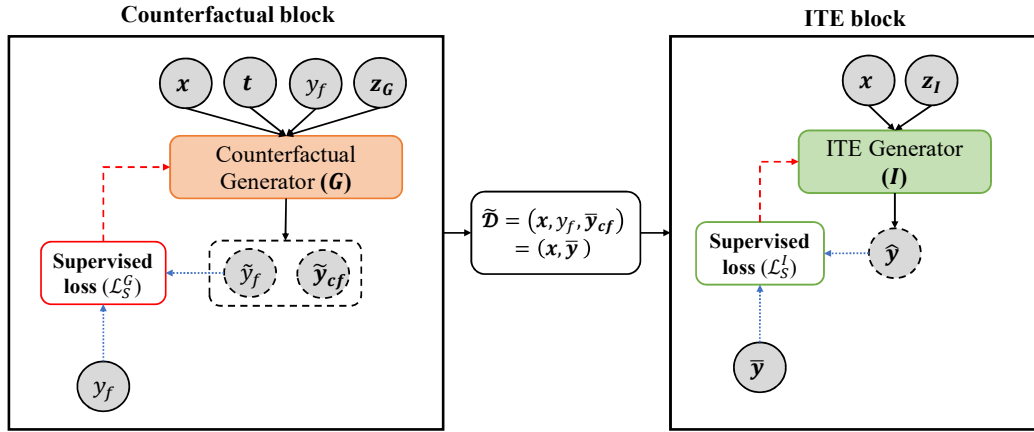 Counterfactual block
x t y_f z_G
Counterfactual
Generator (G)
Supervised
loss (ℒ_S^G)
ỹ_f ỹ_cf
y_f
𝒟̃ = (x, y_f, ȳ_cf)
= (x, ȳ )
ITE block
x z_I
ITE Generator
(I)
Supervised
loss (ℒ_S^I)
ŷ
ȳ